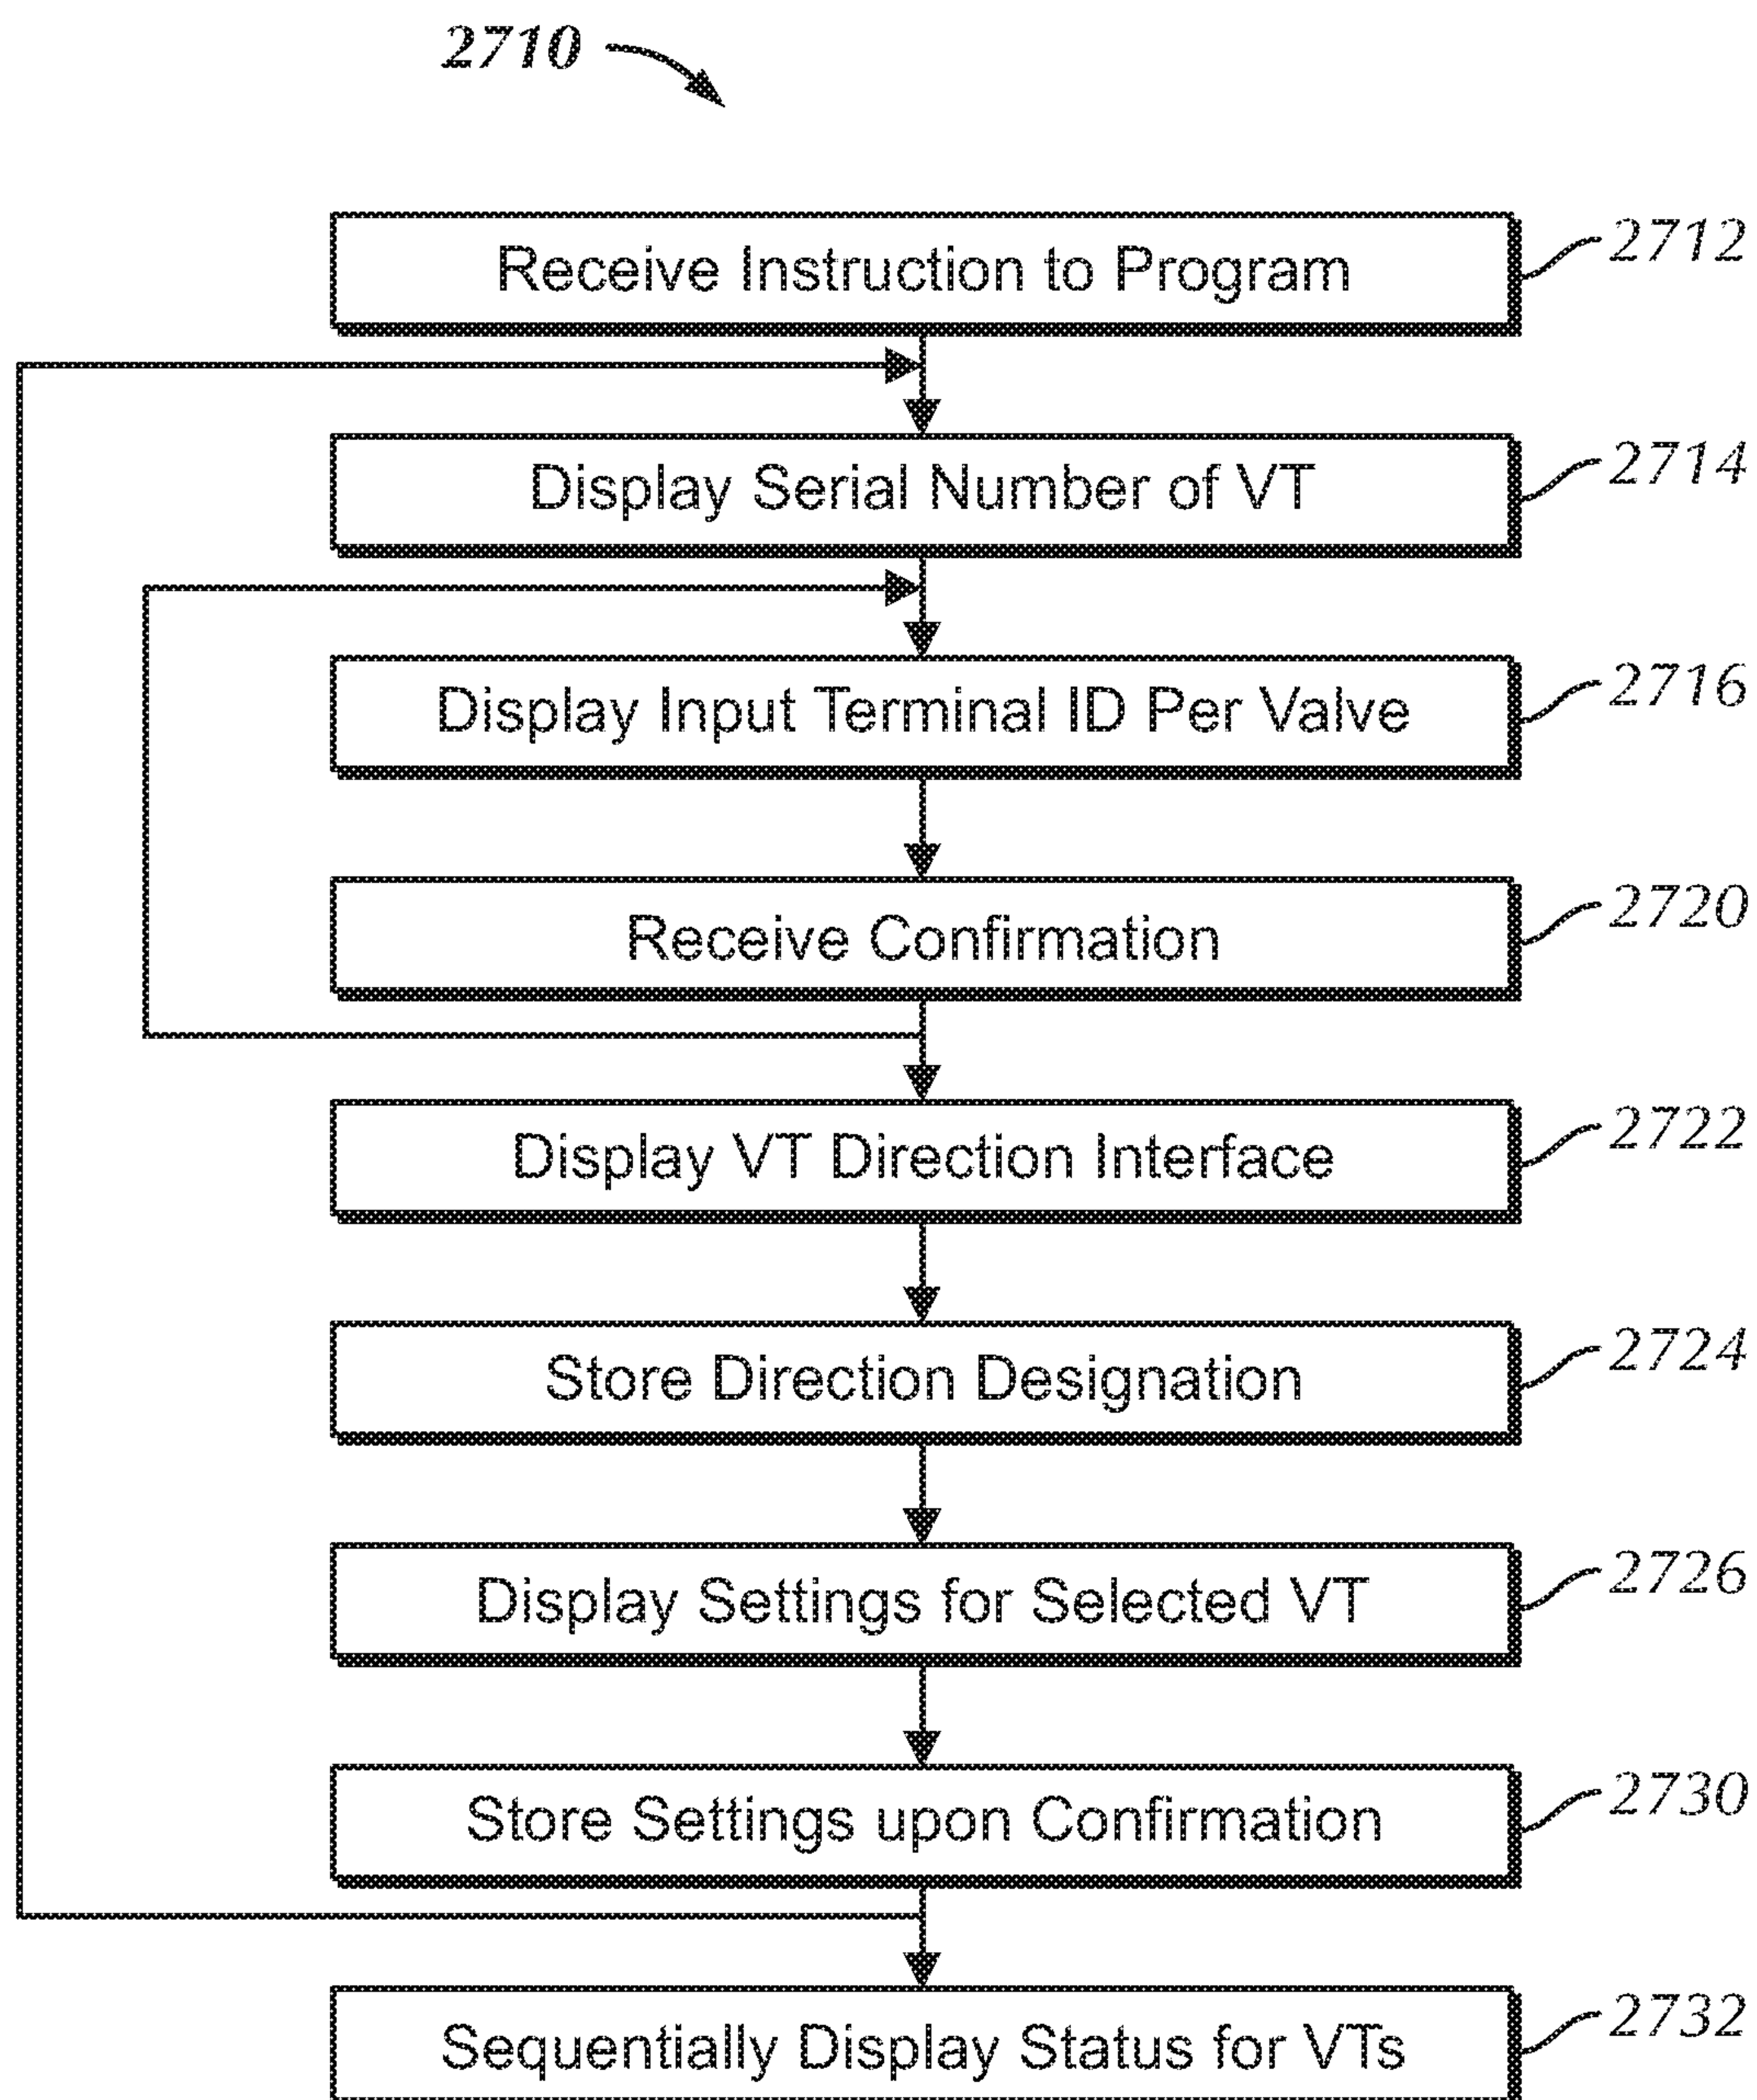 2710
Receive Instruction to Program
2712
Display Serial Number of VT
2714
Display Input Terminal ID Per Valve
2716
Receive Confirmation
2720
Display VT Direction Interface
2722
Store Direction Designation
2724
Display Settings for Selected VT
2726
Store Settings upon Confirmation
2730
Sequentially Display Status for VTs
2732